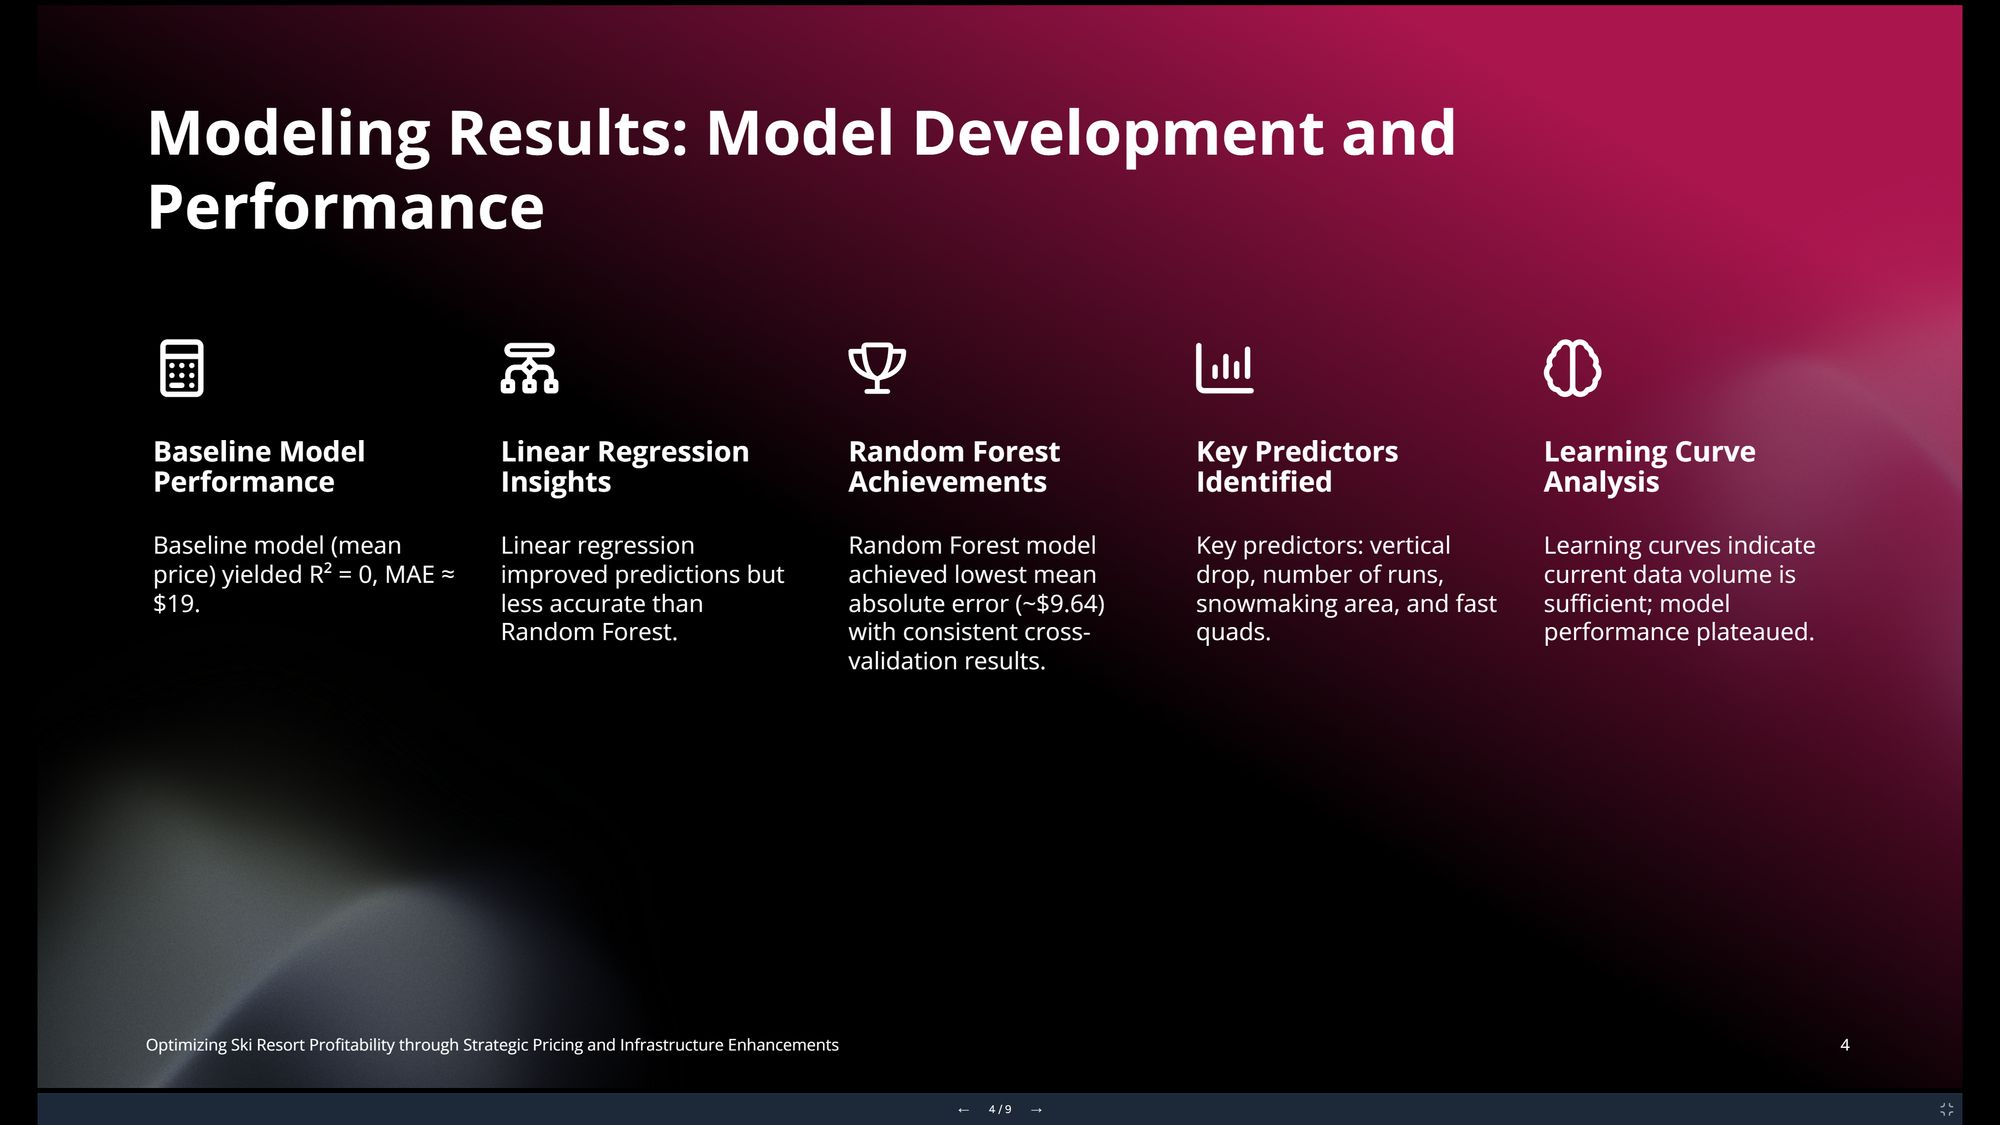 Modeling Results: Model Development and
Performance
Baseline Model
Performance
Baseline model (mean
price) yielded R² = 0, MAE ≈
$19.
Linear Regression
Insights
Linear regression
improved predictions but
less accurate than
Random Forest.
Random Forest
Achievements
Random Forest model
achieved lowest mean
absolute error (~$9.64)
with consistent cross-
validation results.
Key Predictors
Identified
Key predictors: vertical
drop, number of runs,
snowmaking area, and fast
quads.
Learning Curve
Analysis
Learning curves indicate
current data volume is
sufficient; model
performance plateaued.
Optimizing Ski Resort Profitability through Strategic Pricing and Infrastructure Enhancements
4
← 4 / 9 →